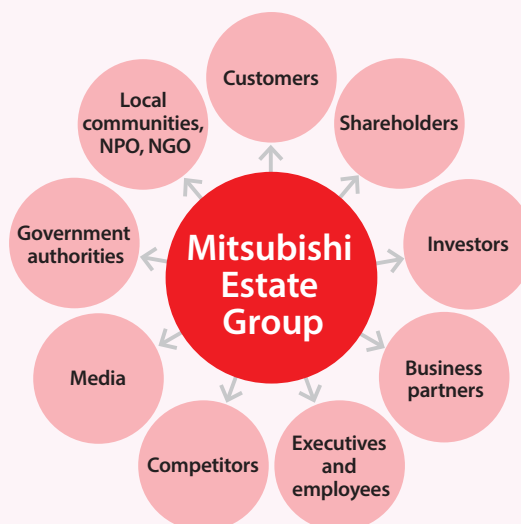 Customers
Shareholders
Investors
Business
partners
Executives
and
employees
Competitors
Media
Government
authorities
Local
communities,
NPO, NGO
Mitsubishi
Estate
Group